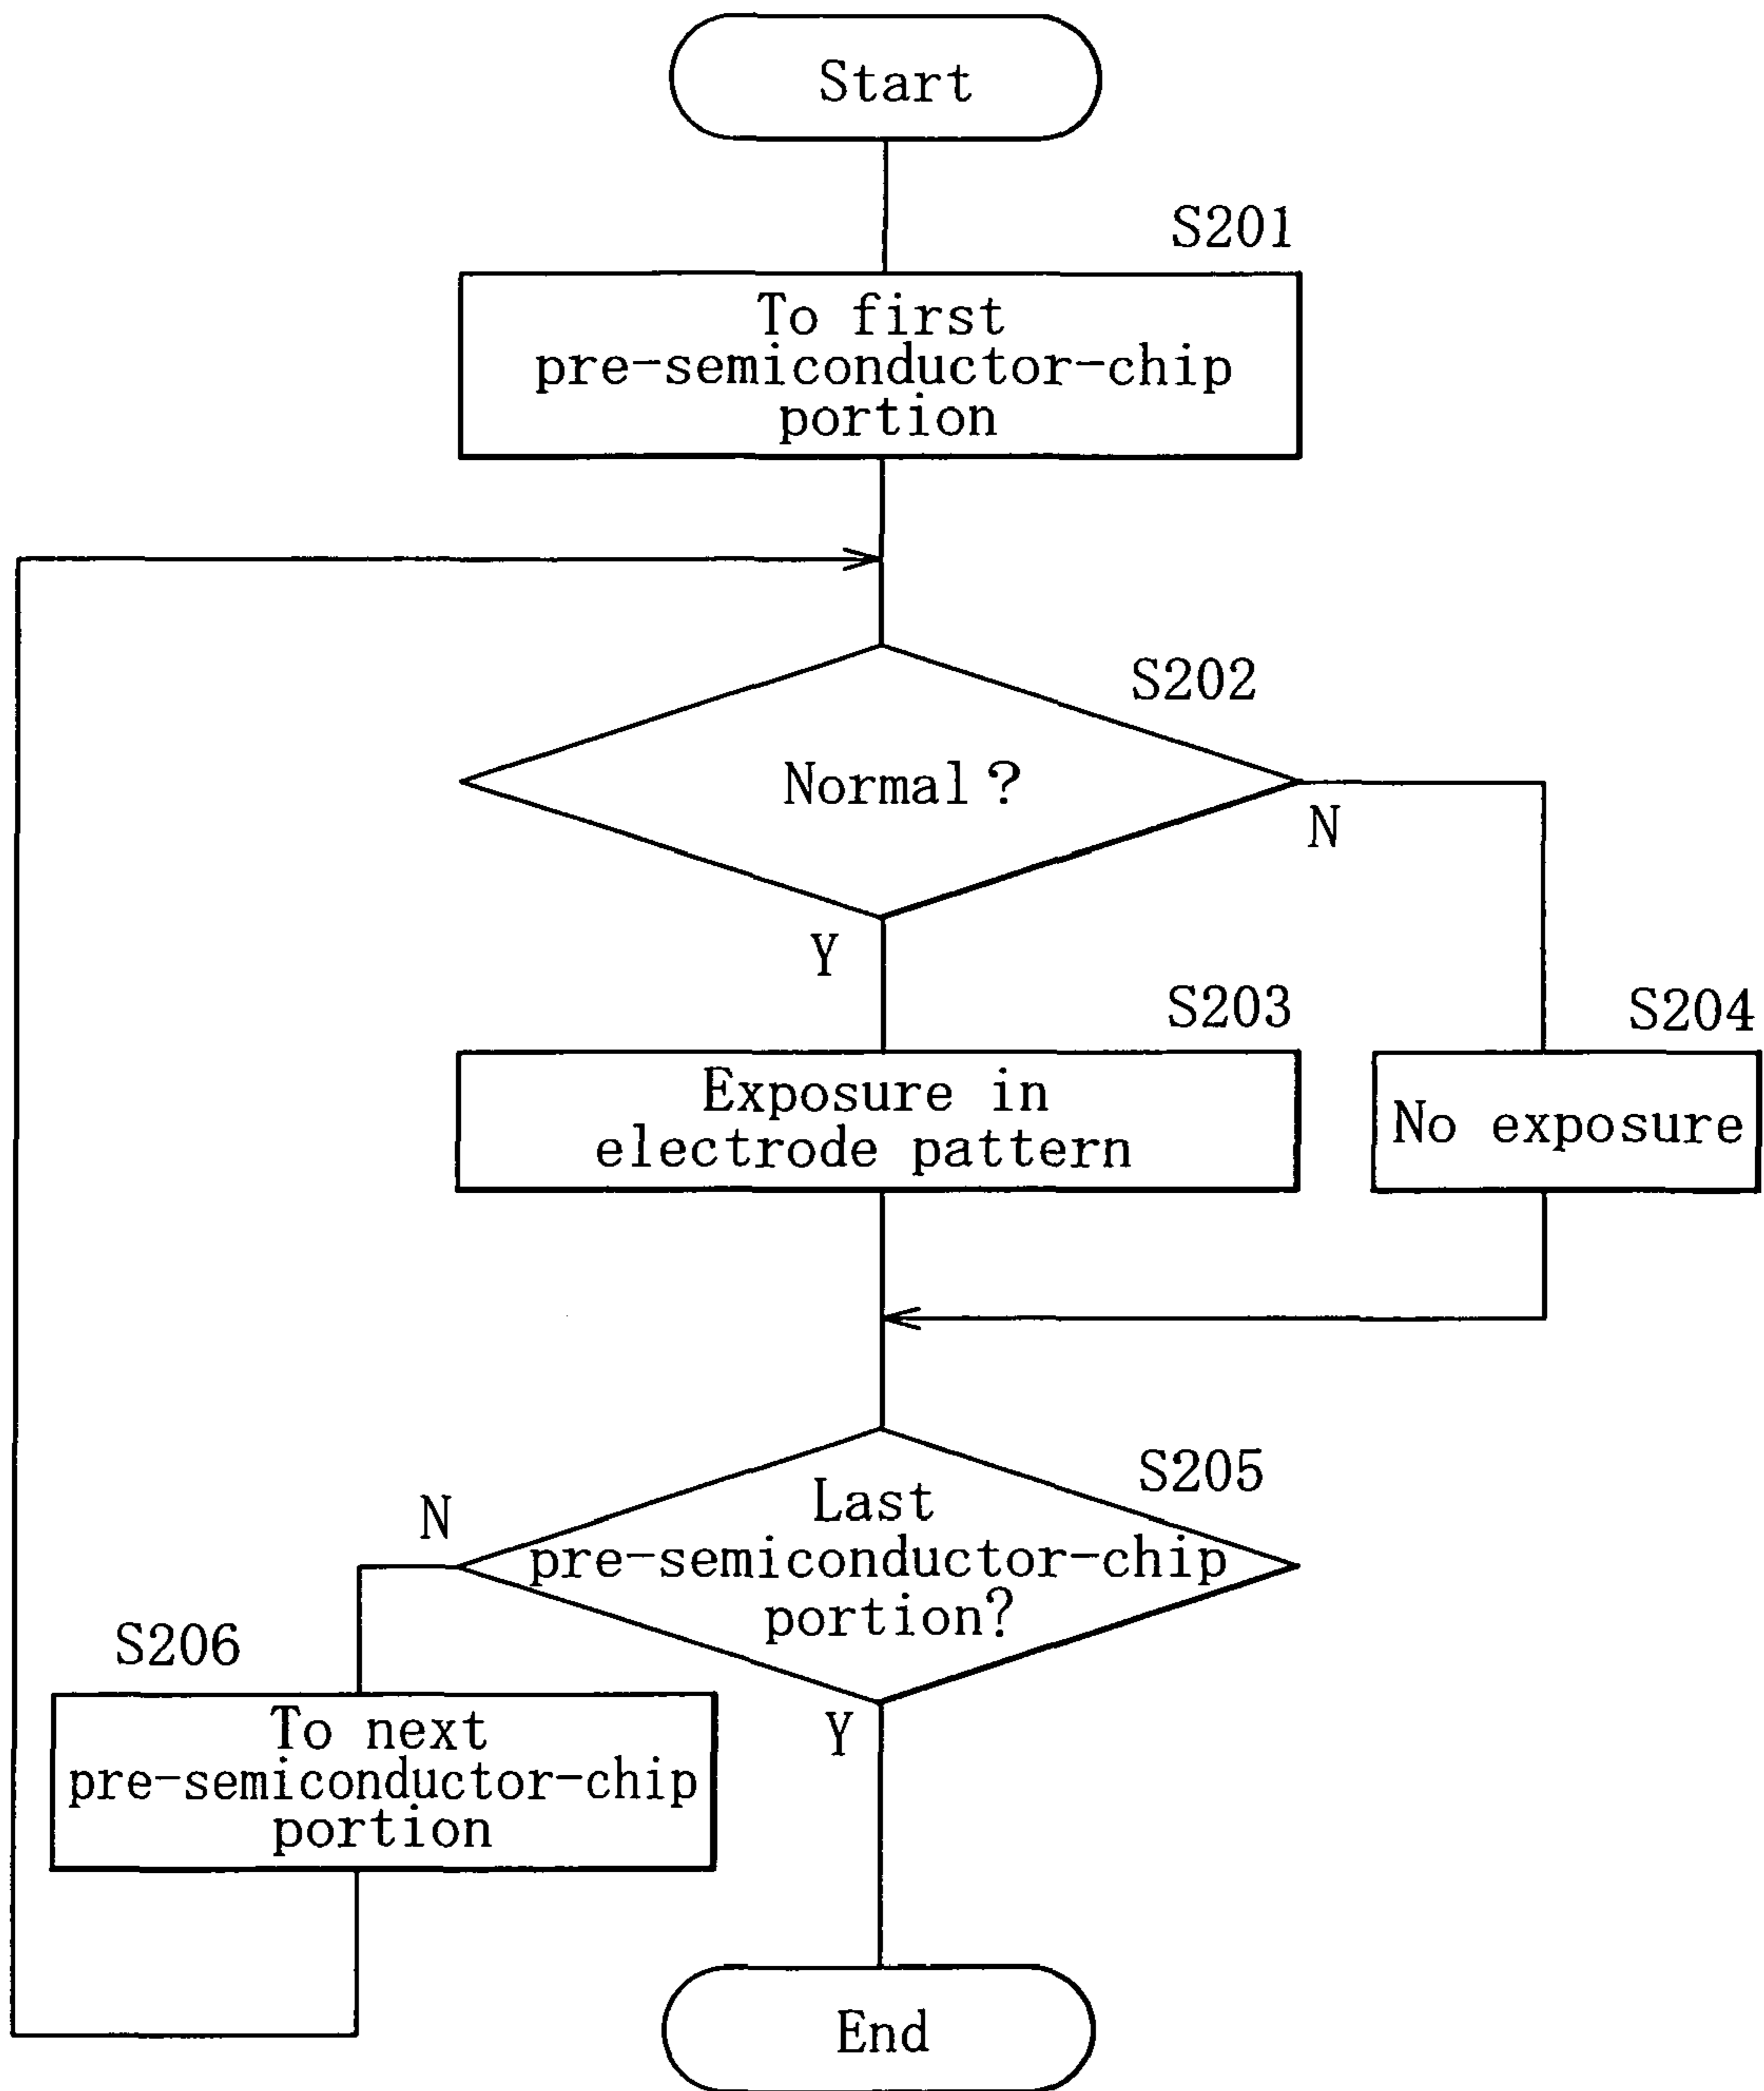 Start
S201
To first
pre-semiconductor-chip
portion
S202
Normal?
N
Y
S203
Exposure in
electrode pattern
S204
No exposure
S205
Last
pre-semiconductor-chip
portion?
N
S206
To next
pre-semiconductor-chip
portion
Y
End